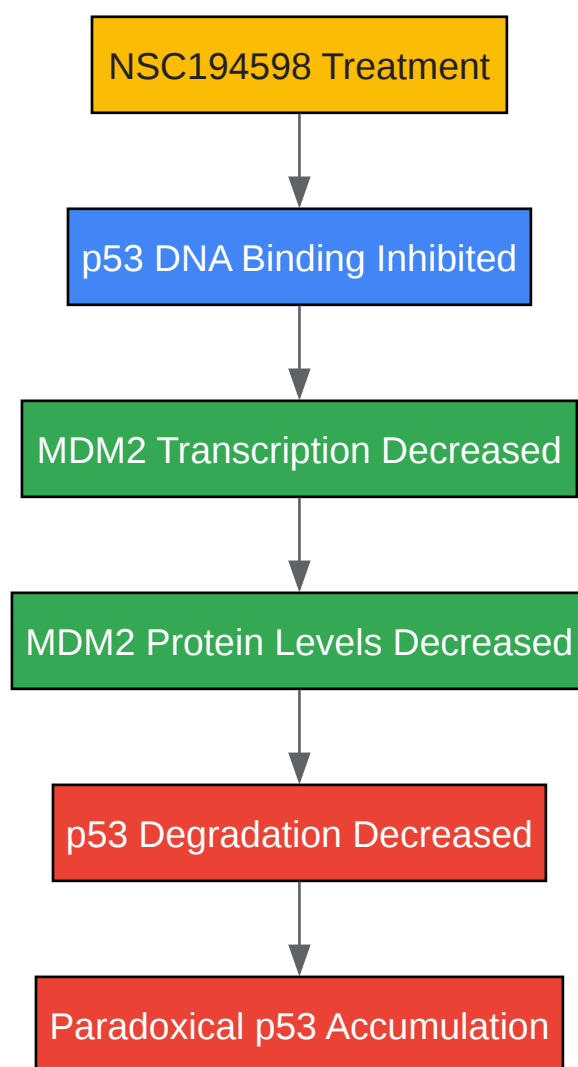 NSC194598 Treatment
p53 DNA Binding Inhibited
MDM2 Transcription Decreased
MDM2 Protein Levels Decreased
p53 Degradation Decreased
Paradoxical p53 Accumulation